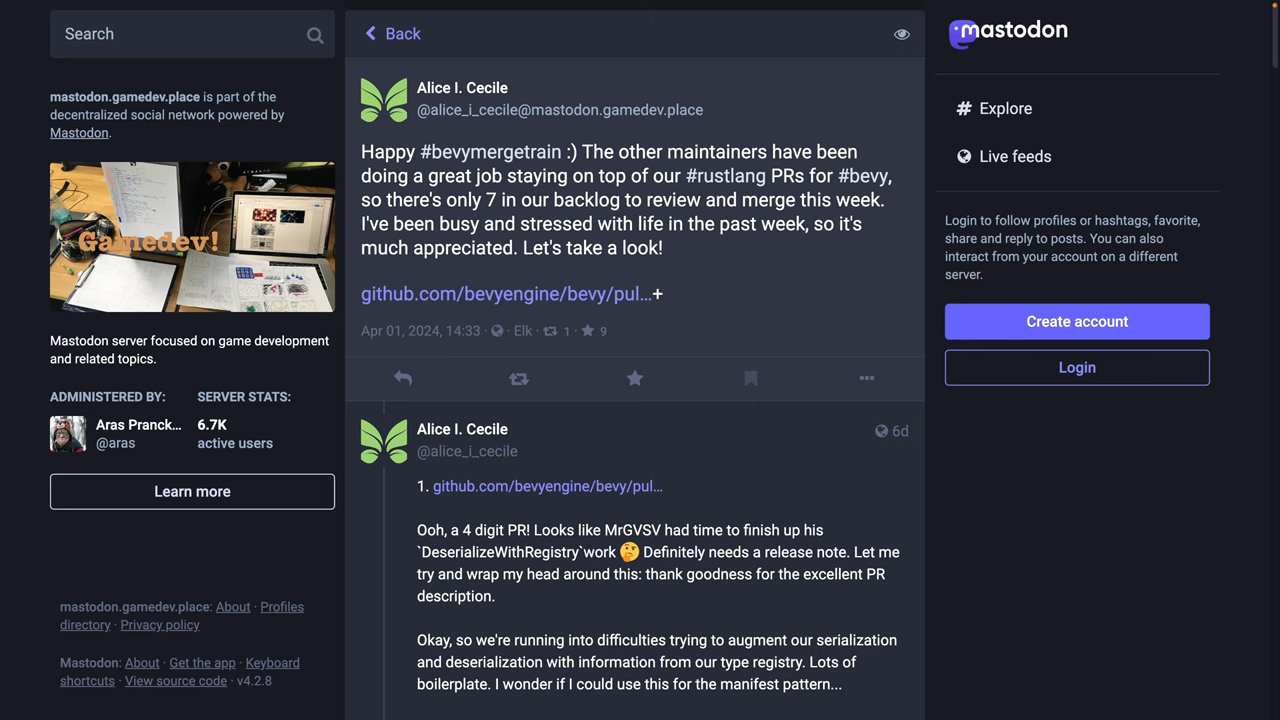 Search
mastodon.gamedev.place is part of the
decentralized social network powered by
Mastodon.
Gamedev!
Mastodon server focused on game development
and related topics.
ADMINISTERED BY:
Aras Pranck...
@aras
SERVER STATS:
6.7K
active users
Learn more
mastodon.gamedev.place: About · Profiles
directory · Privacy policy
Mastodon: About · Get the app · Keyboard
shortcuts · View source code · v4.2.8
Back
Alice I. Cecile
@alice_i_cecile@mastodon.gamedev.place
Happy #bevymergetrain :) The other maintainers have been
doing a great job staying on top of our #rustlang PRs for #bevy,
so there's only 7 in our backlog to review and merge this week.
I've been busy and stressed with life in the past week, so it's
much appreciated. Let's take a look!
github.com/bevyengine/bevy/pul...+
Apr 01, 2024, 14:33 · Elk · 1 · 9
Alice I. Cecile
6d
@alice_i_cecile
1. github.com/bevyengine/bevy/pul...
Ooh, a 4 digit PR! Looks like MrGVSV had time to finish up his
`DeserializeWithRegistry`work 🤔 Definitely needs a release note. Let me
try and wrap my head around this: thank goodness for the excellent PR
description.
Okay, so we're running into difficulties trying to augment our serialization
and deserialization with information from our type registry. Lots of
boilerplate. I wonder if I could use this for the manifest pattern...
mastodon
# Explore
Live feeds
Login to follow profiles or hashtags, favorite,
share and reply to posts. You can also
interact from your account on a different
server.
Create account
Login